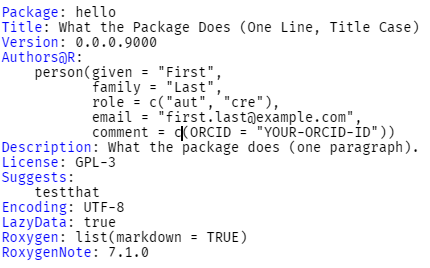 Package: hello
Title: What the Package Does (One Line, Title Case)
Version: 0.0.0.9000
Authors@R:
    person(given = "First",
           family = "Last",
           role = c("aut", "cre"),
           email = "first.last@example.com",
           comment = c(ORCID = "YOUR-ORCID-ID"))
Description: What the package does (one paragraph).
License: GPL-3
Suggests:
    testthat
Encoding: UTF-8
LazyData: true
Roxygen: list(markdown = TRUE)
RoxygenNote: 7.1.0